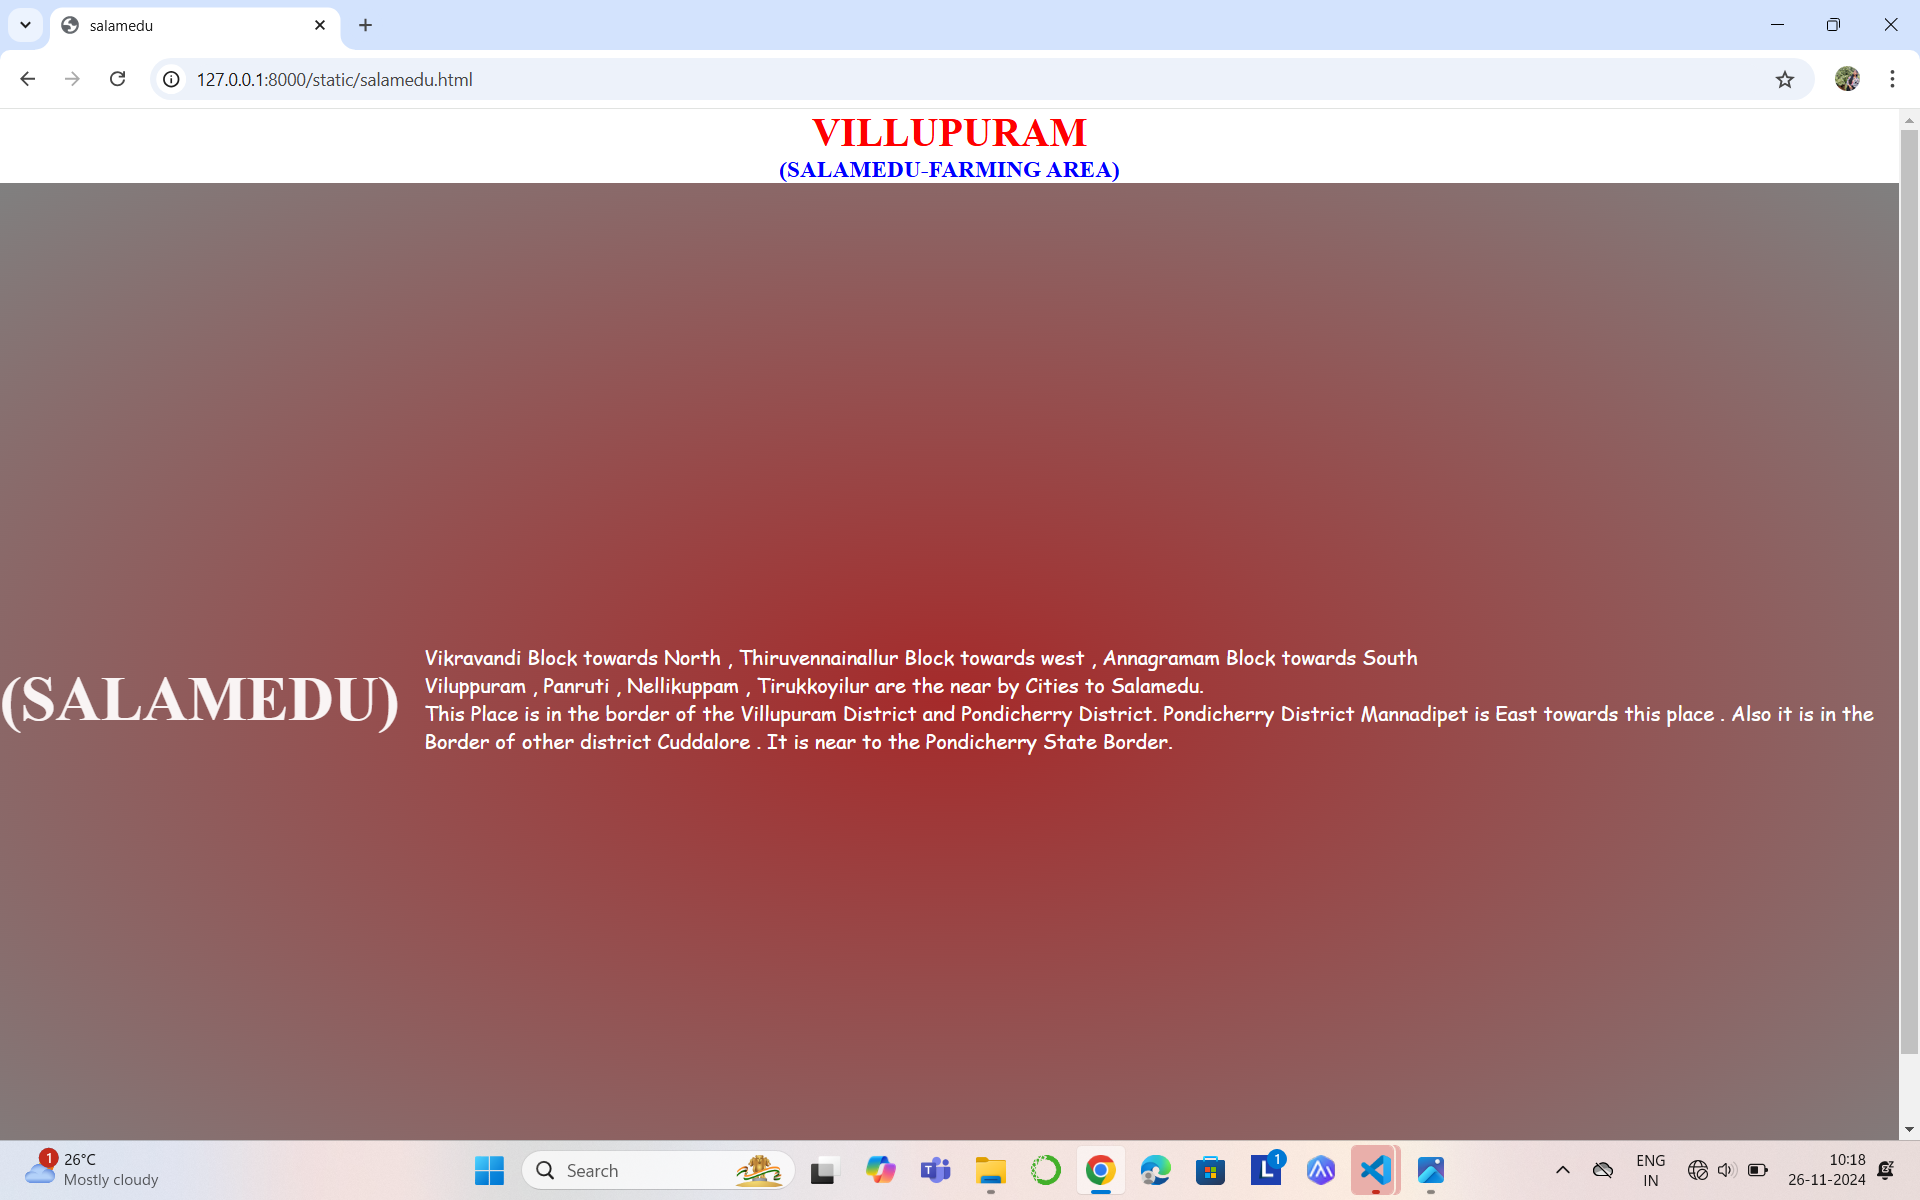 salamedu
127.0.0.1:8000/static/salamedu.html
VILLUPURAM
(SALAMEDU-FARMING AREA)
(SALAMEDU)
Vikravandi Block towards North , Thiruvennainallur Block towards west , Annagramam Block towards South
Viluppuram , Panruti , Nellikuppam , Tirukkoyilur are the near by Cities to Salamedu.
This Place is in the border of the Villupuram District and Pondicherry District. Pondicherry District Mannadipet is East towards this place . Also it is in the
Border of other district Cuddalore . It is near to the Pondicherry State Border.
1
26°C
Mostly cloudy
Search
L
1
ENG
IN
10:18
26-11-2024